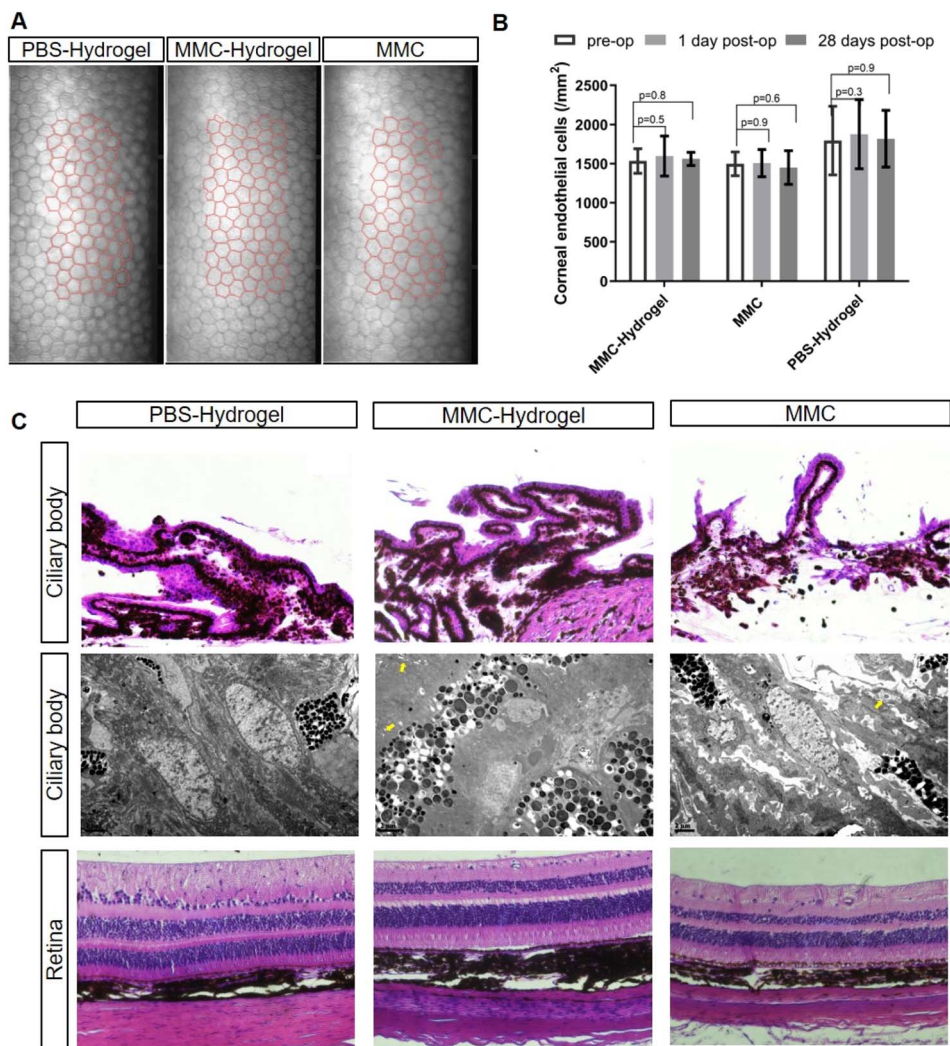 A
PBS-Hydrogel MMC-Hydrogel MMC
B
pre-op 1 day post-op 28 days post-op
Corneal endothelial cells (/mm²)
2500
2000
1500
1000
500
0
p=0.8
p=0.5
p=0.6
p=0.9
p=0.9
p=0.3
MMC-Hydrogel
MMC
PBS-Hydrogel
C
PBS-Hydrogel MMC-Hydrogel MMC
Ciliary body
Ciliary body
2 μm
Retina